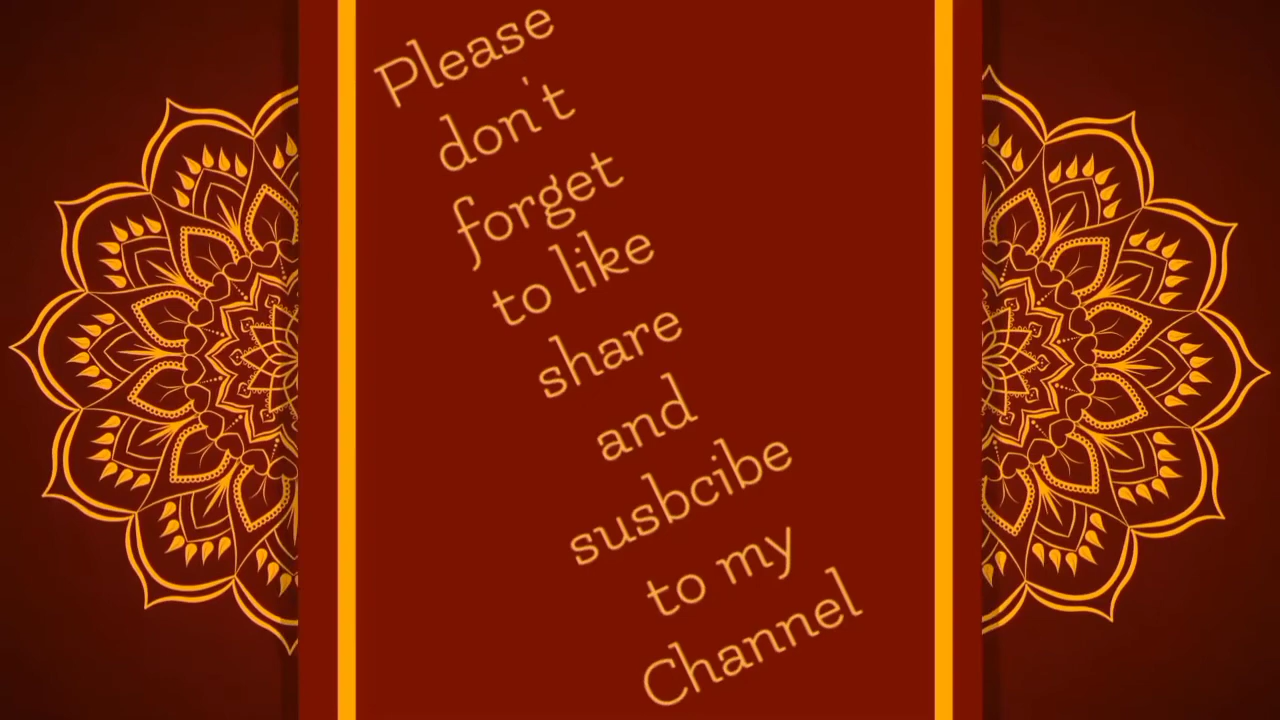 Please
don't
forget
to like
share
and
susbcibe
to my
Channel